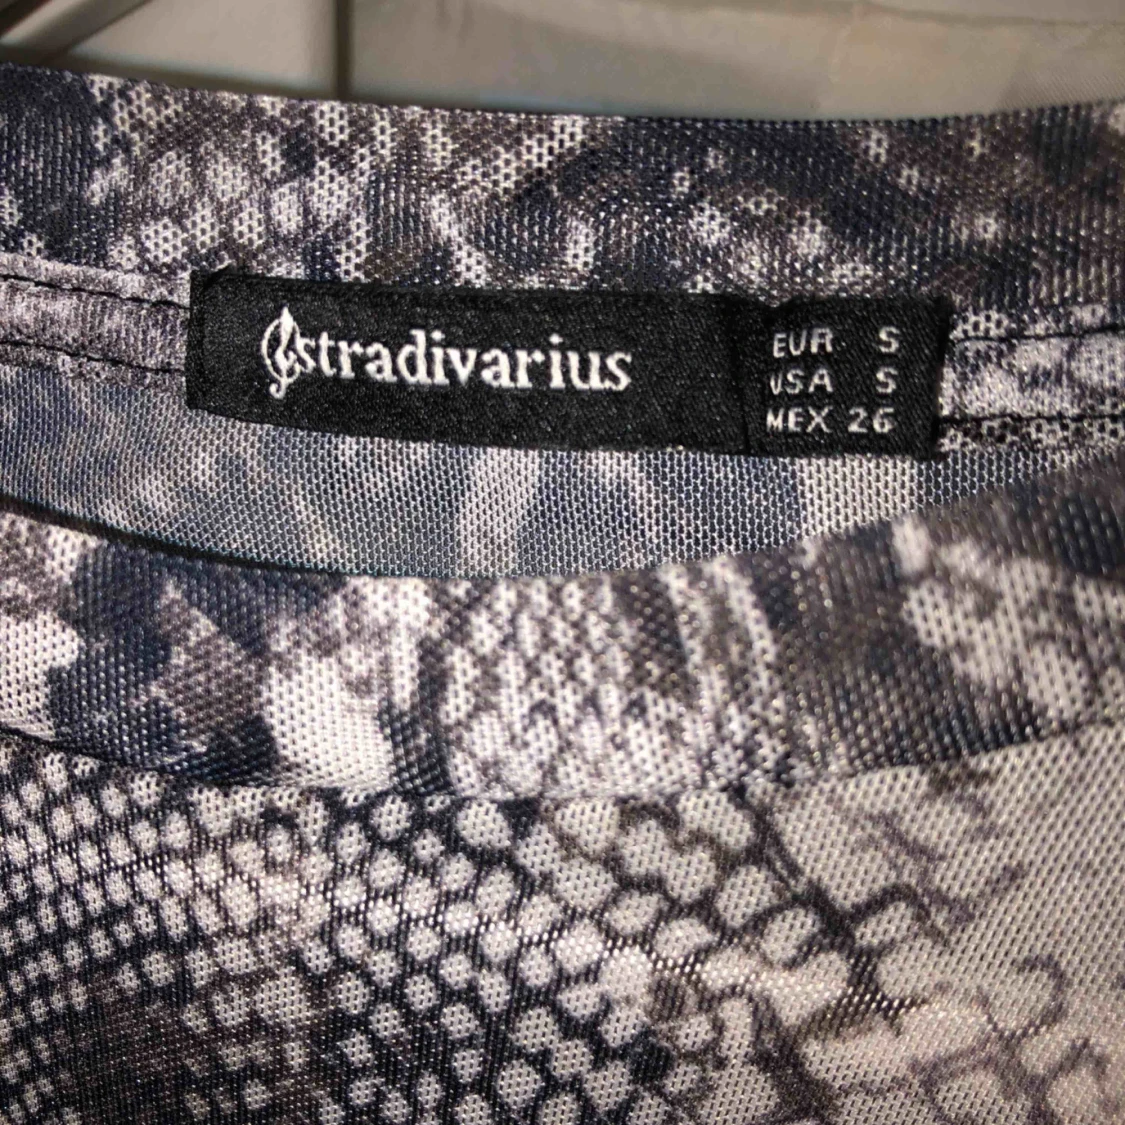 stradivarius
EUR S
USA S
MEX 26